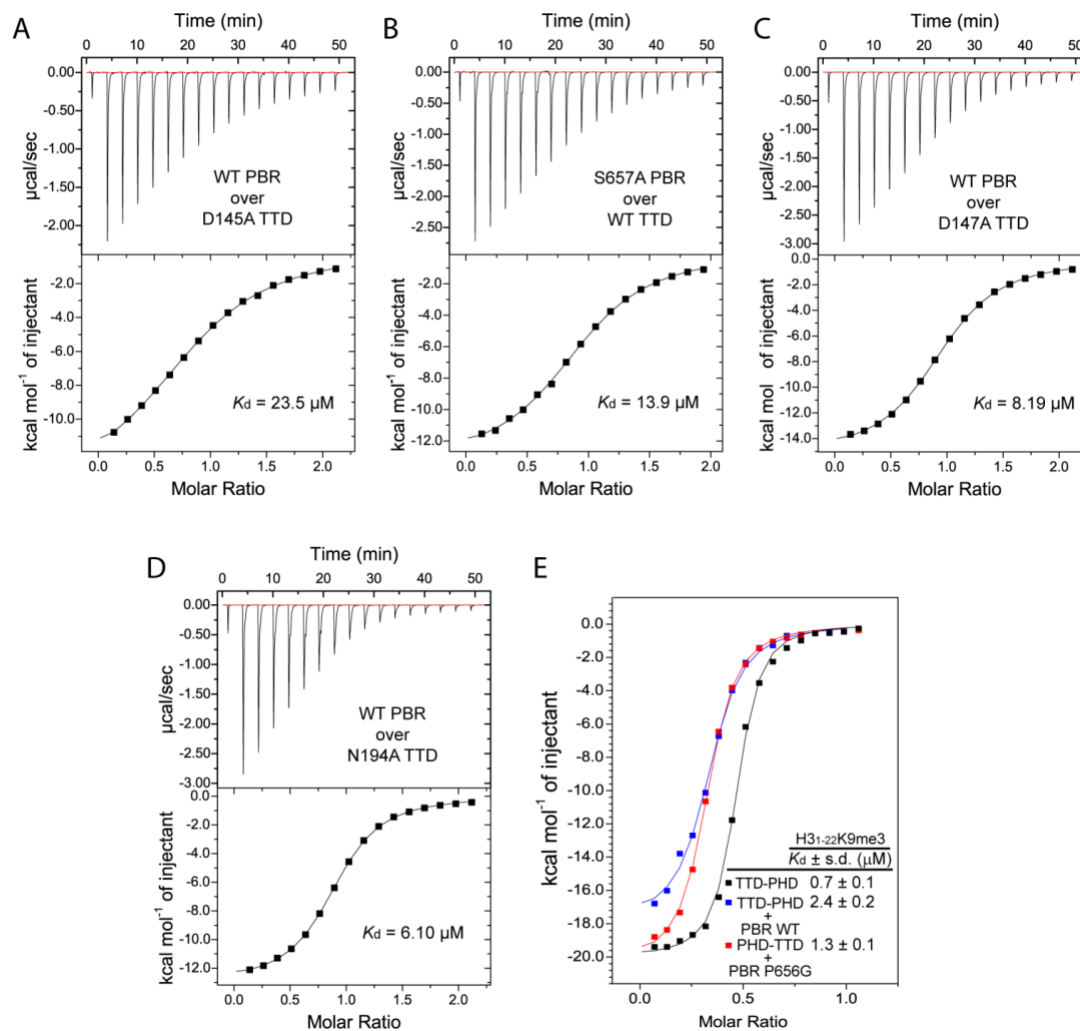 A
Time (min)
0 10 20 30 40 50
0.00
-0.50
-1.00
-1.50
-2.00
µcal/sec
WT PBR
over
D145A TTD
-2.0
-4.0
-6.0
-8.0
-10.0
kcal mol-1 of injectant
Kd = 23.5 µM
0.0 0.5 1.0 1.5 2.0
Molar Ratio
B
Time (min)
0 10 20 30 40 50
0.00
-0.50
-1.00
-1.50
-2.00
-2.50
µcal/sec
S657A PBR
over
WT TTD
-2.0
-4.0
-6.0
-8.0
-10.0
-12.0
kcal mol-1 of injectant
Kd = 13.9 µM
0.0 0.5 1.0 1.5 2.0
Molar Ratio
C
Time (min)
0 10 20 30 40 50
0.00
-0.50
-1.00
-1.50
-2.00
-2.50
-3.00
µcal/sec
WT PBR
over
D147A TTD
0.0
-2.0
-4.0
-6.0
-8.0
-10.0
-12.0
-14.0
kcal mol-1 of injectant
Kd = 8.19 µM
0.0 0.5 1.0 1.5 2.0
Molar Ratio
D
Time (min)
0 10 20 30 40 50
0.00
-0.50
-1.00
-1.50
-2.00
-2.50
-3.00
µcal/sec
WT PBR
over
N194A TTD
0.0
-2.0
-4.0
-6.0
-8.0
-10.0
-12.0
kcal mol-1 of injectant
Kd = 6.10 µM
0.0 0.5 1.0 1.5 2.0
Molar Ratio
E
0.0
-2.0
-4.0
-6.0
-8.0
-10.0
-12.0
-14.0
-16.0
-18.0
-20.0
kcal mol-1 of injectant
H31-22K9me3
Kd ± s.d. (µM)
TTD-PHD 0.7 ± 0.1
TTD-PHD 2.4 ± 0.2
+
PBR WT
PHD-TTD 1.3 ± 0.1
+
PBR P656G
0.0 0.5 1.0
Molar Ratio